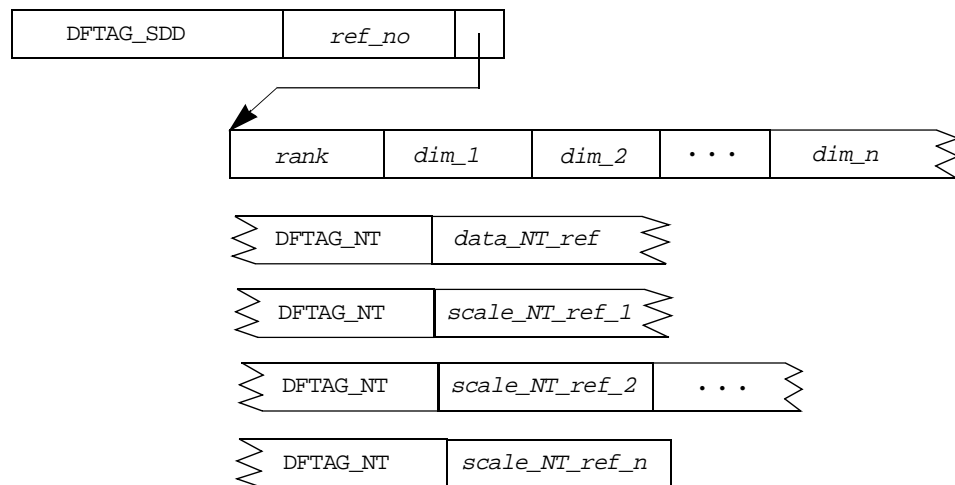 DFTAG_SDD ref_no
rank dim_1 dim_2 ... dim_n
DFTAG_NT data_NT_ref
DFTAG_NT scale_NT_ref_1
DFTAG_NT scale_NT_ref_2 ...
DFTAG_NT scale_NT_ref_n